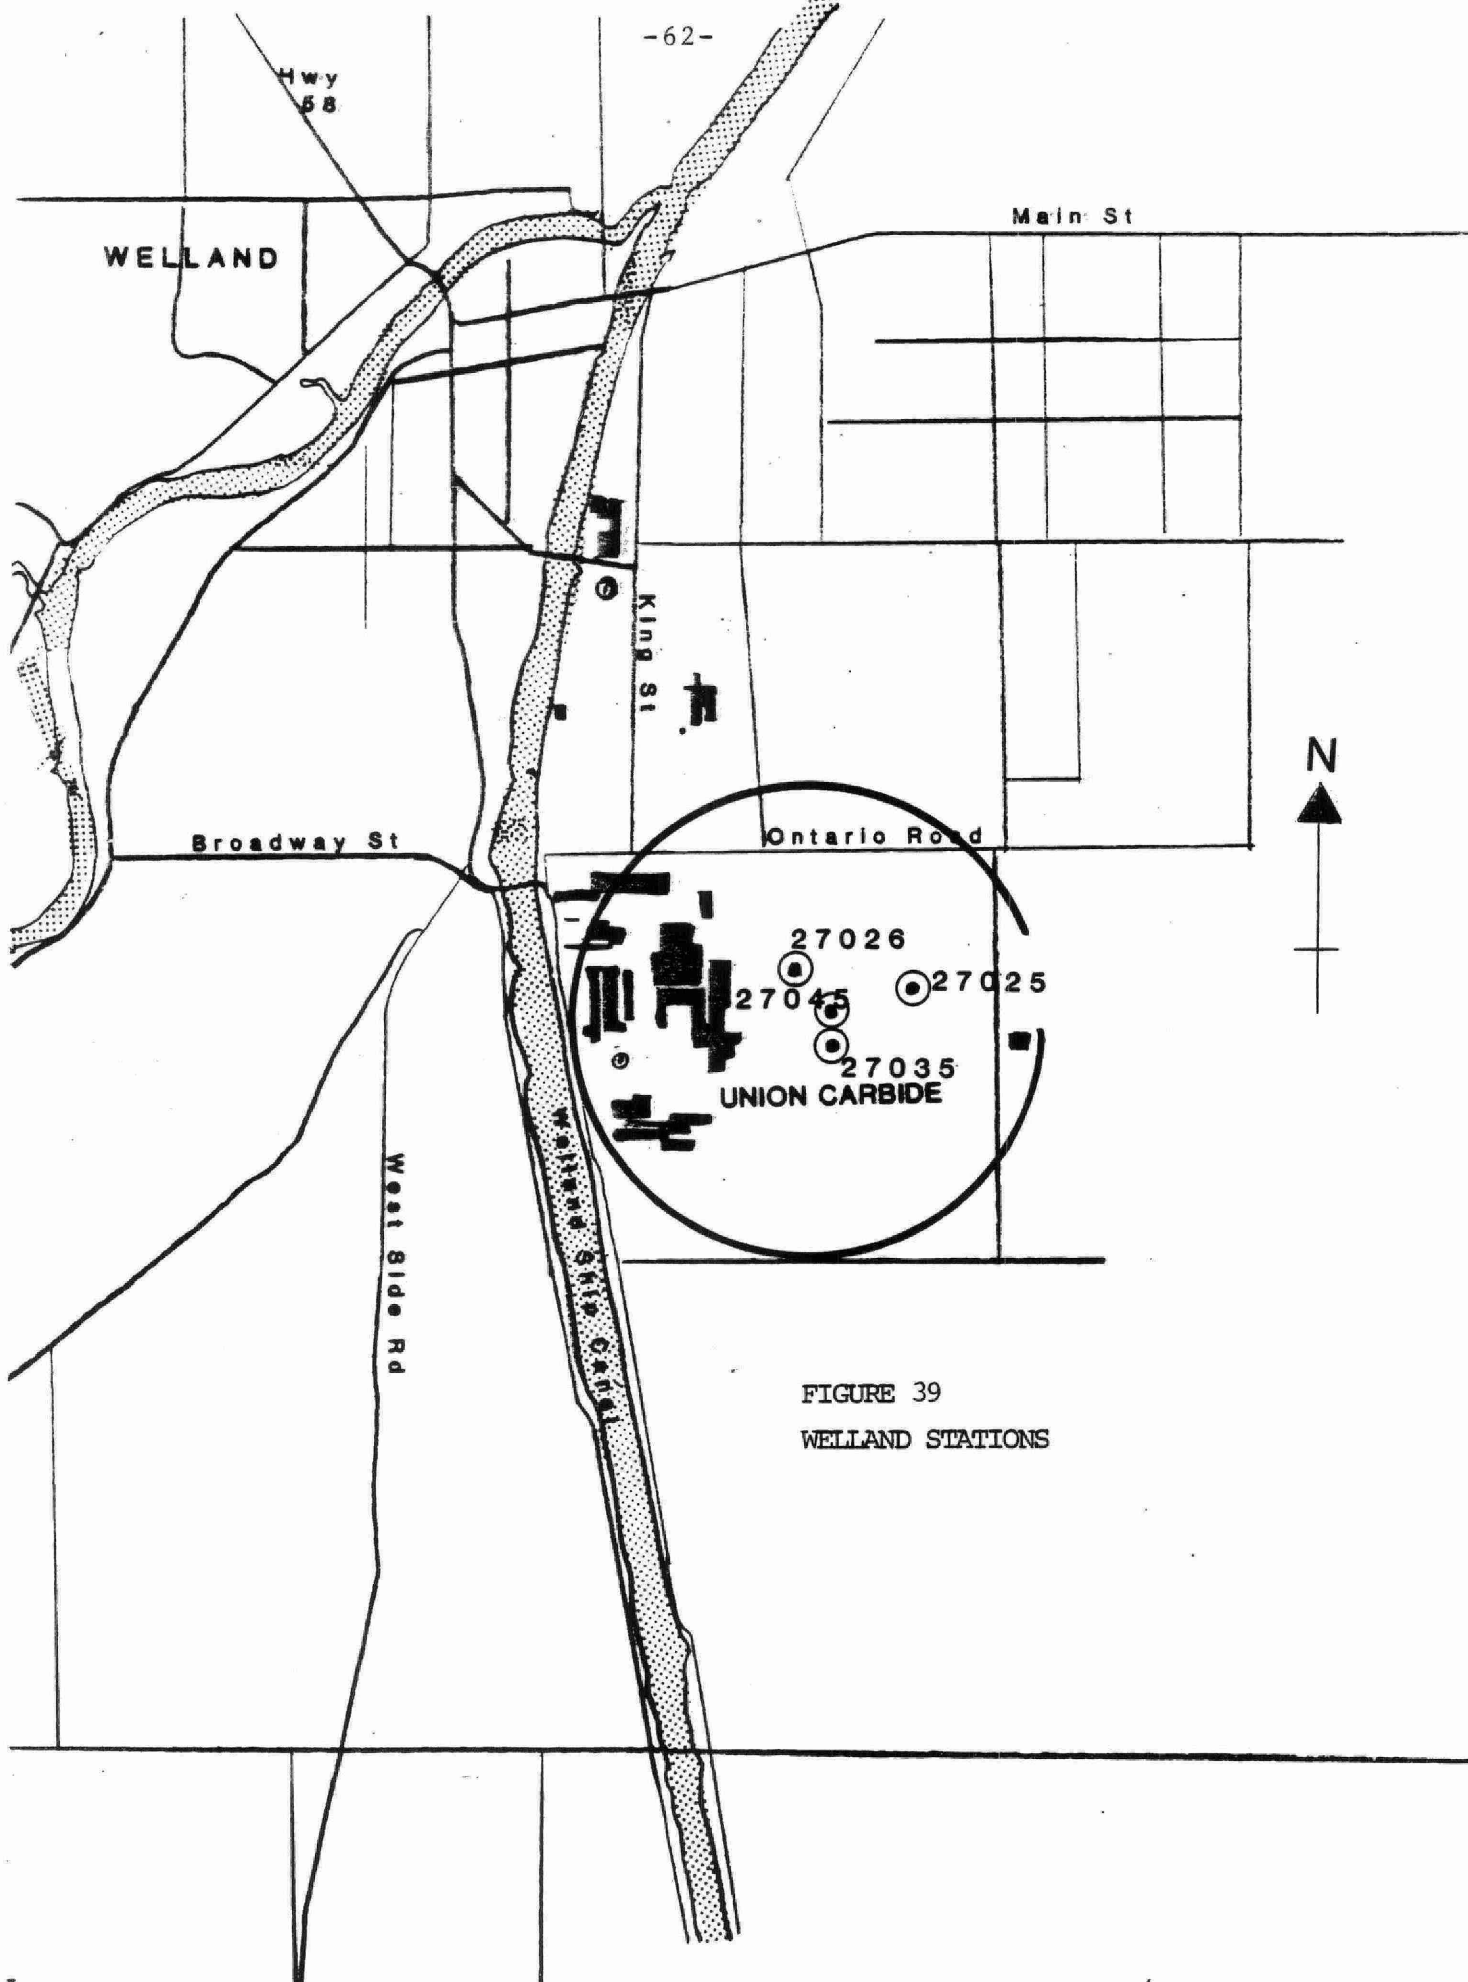 -62-
Hwy
58
Main St
WELLAND
King St
N
Broadway St
Ontario Road
27026
27025
27045
27035
UNION CARBIDE
Welland Ship Canal
West Side Rd
FIGURE 39
WELLAND STATIONS